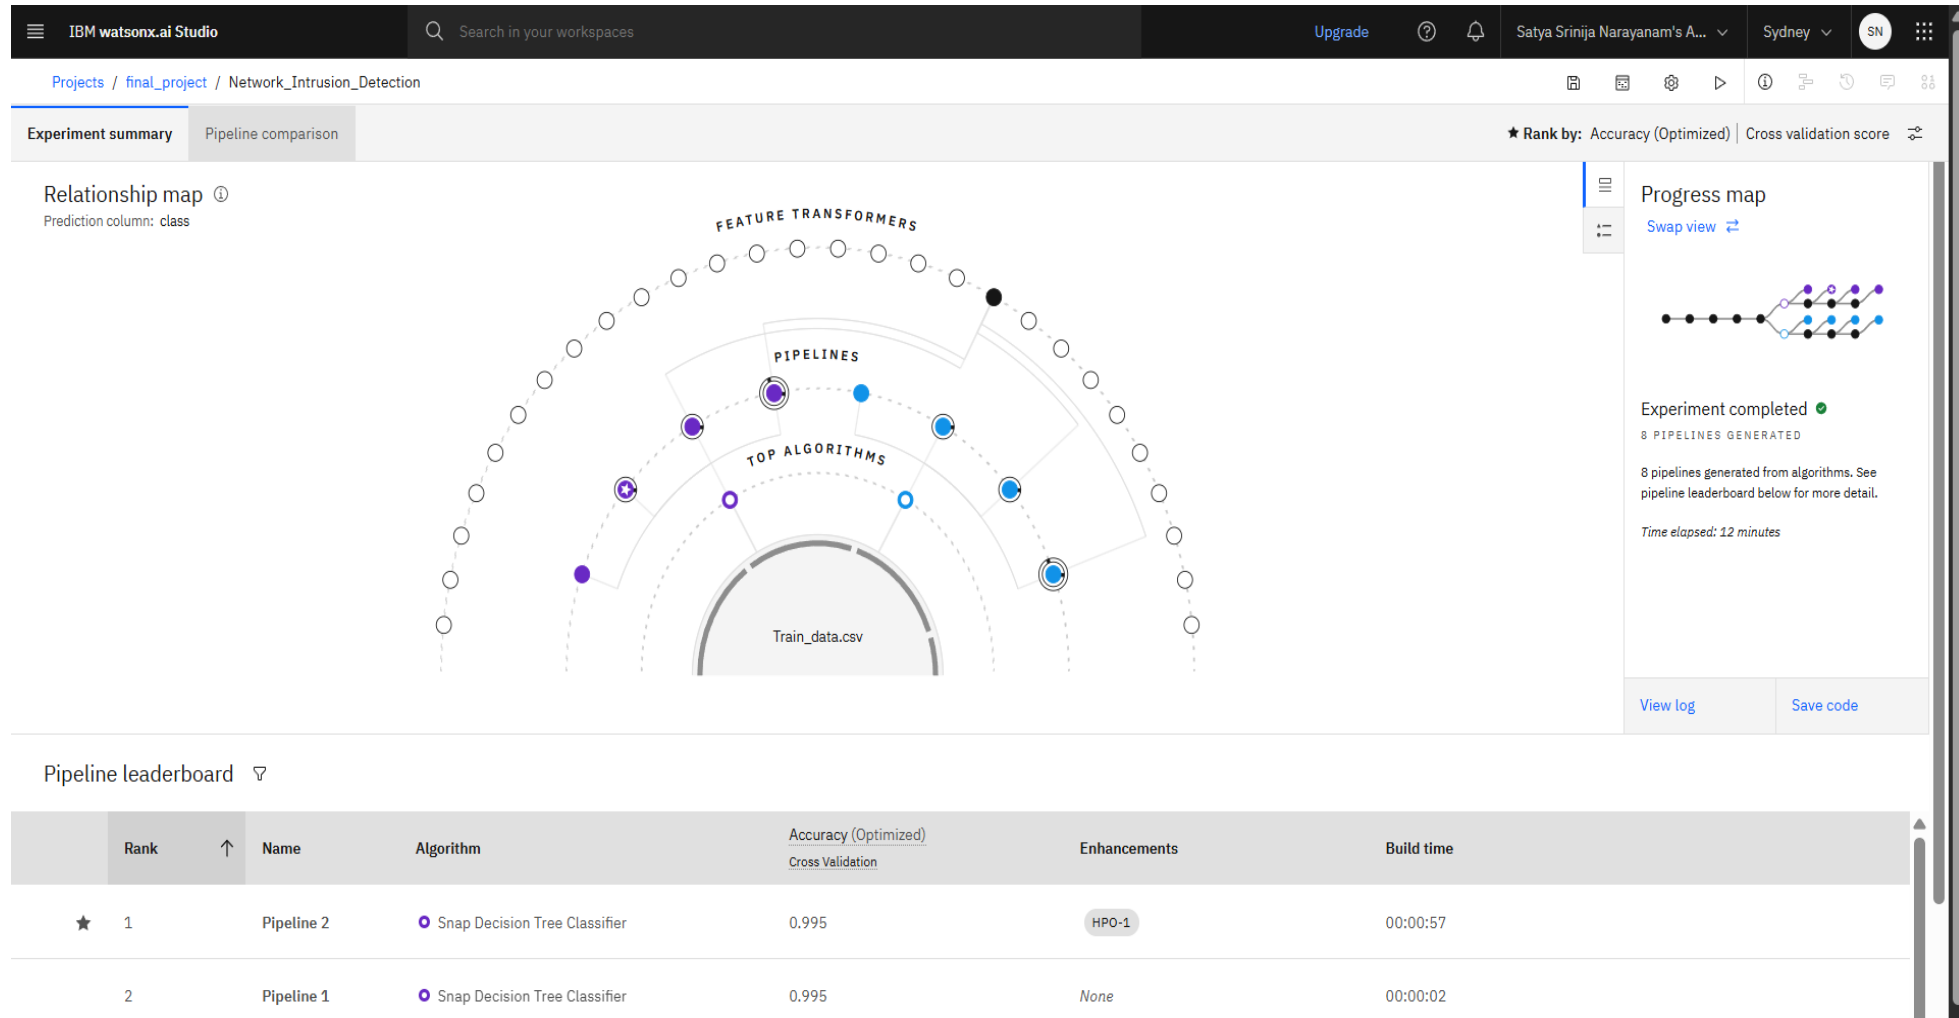 IBM watsonx.ai Studio
Search in your workspaces
Upgrade
Satya Srinija Narayanam's A...
Sydney
SN
Projects / final_project / Network_Intrusion_Detection
Experiment summary
Pipeline comparison
Rank by: Accuracy (Optimized) | Cross validation score
Relationship map
Prediction column: class
FEATURE TRANSFORMERS
PIPELINES
TOP ALGORITHMS
Train_data.csv
Progress map
Swap view
Experiment completed
8 PIPELINES GENERATED
8 pipelines generated from algorithms. See
pipeline leaderboard below for more detail.
Time elapsed: 12 minutes
View log
Save code
Pipeline leaderboard
Rank Name Algorithm Accuracy (Optimized) Enhancements Build time
Cross Validation
1 Pipeline 2 Snap Decision Tree Classifier 0.995 HPO-1 00:00:57
2 Pipeline 1 Snap Decision Tree Classifier 0.995 None 00:00:02